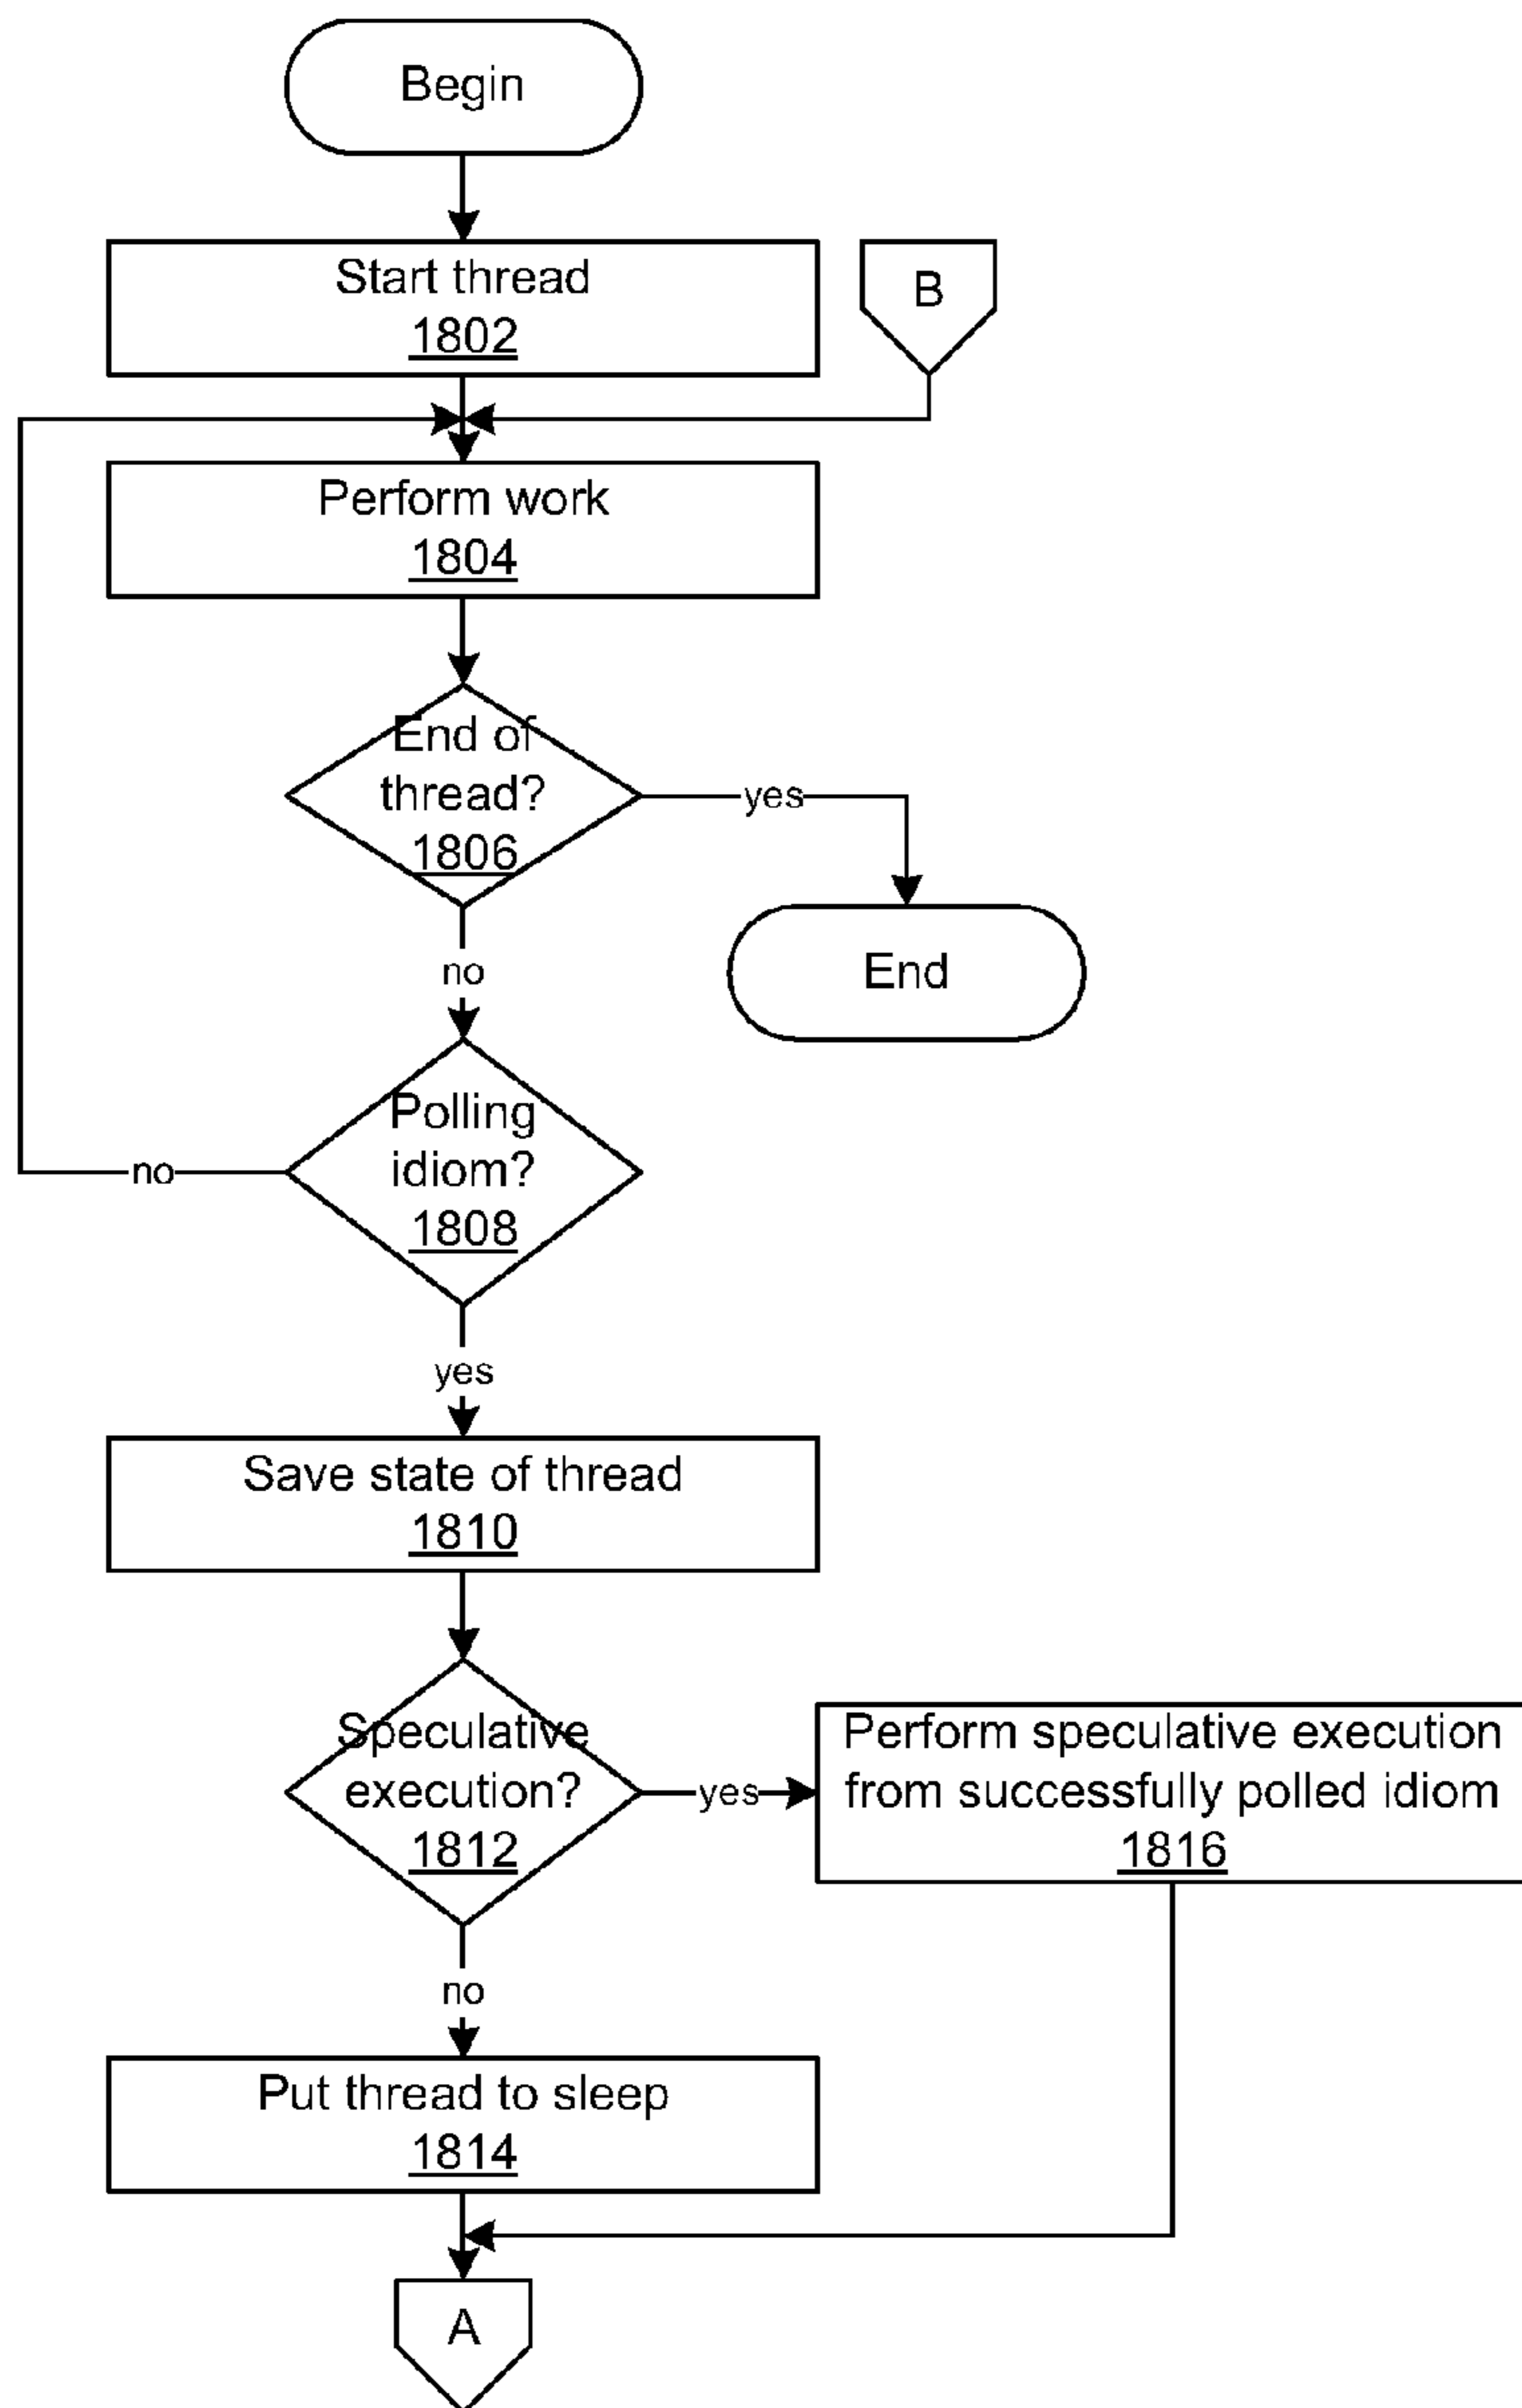 Begin
Start thread
1802
B
Perform work
1804
End of
thread?
1806
yes
End
no
Polling
idiom?
1808
no
yes
Save state of thread
1810
Speculative
execution?
1812
yes
Perform speculative execution
from successfully polled idiom
1816
no
Put thread to sleep
1814
A